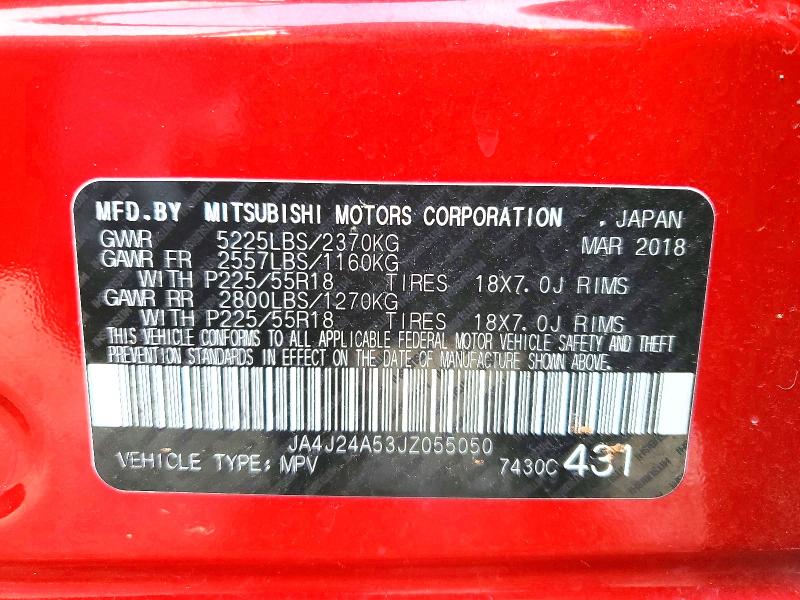 MFD.BY MITSUBISHI MOTORS CORPORATION . JAPAN
GVWR 5225LBS/2370KG MAR 2018
GAWR FR 2557LBS/1160KG
WITH P225/55R18 TIRES 18X7.0J RIMS
GAWR RR 2800LBS/1270KG
WITH P225/55R18 TIRES 18X7.0J RIMS
THIS VEHICLE CONFORMS TO ALL APPLICABLE FEDERAL MOTOR VEHICLE SAFETY AND THEFT
PREVENTION STANDARDS IN EFFECT ON THE DATE OF MANUFACTURE SHOWN ABOVE.
JA4J24A53JZ055050
VEHICLE TYPE: MPV 7430C 431